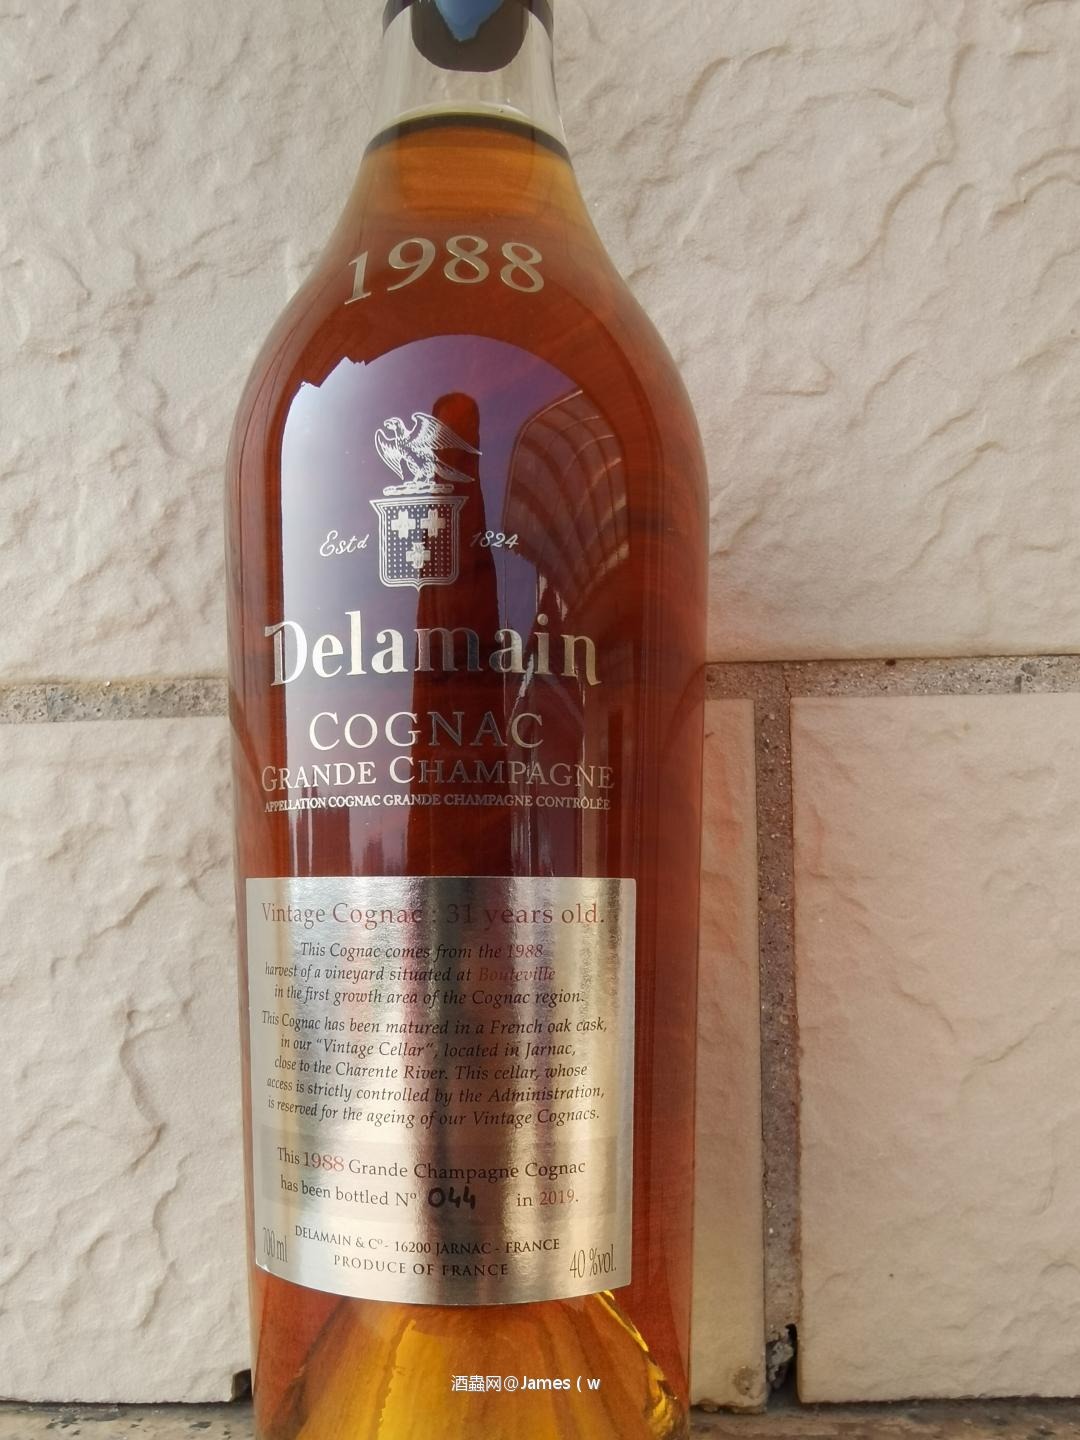 1988
Estd 1824
Delamain
COGNAC
GRANDE CHAMPAGNE
APPELLATION COGNAC GRANDE CHAMPAGNE CONTRÔLÉE
Vintage Cognac : 31 years old.
This Cognac comes from the 1988
harvest of a vineyard situated at Bouteville
in the first growth area of the Cognac region.
This Cognac has been matured in a French oak cask,
in our “Vintage Cellar”, located in Jarnac,
close to the Charente River. This cellar, whose
access is strictly controlled by the Administration,
is reserved for the ageing of our Vintage Cognacs.
This 1988 Grande Champagne Cognac
has been bottled Nº 044 in 2019.
700 ml
DELAMAIN & Cº - 16200 JARNAC - FRANCE
PRODUCE OF FRANCE
40 %vol.
酒蟲网@James ( w